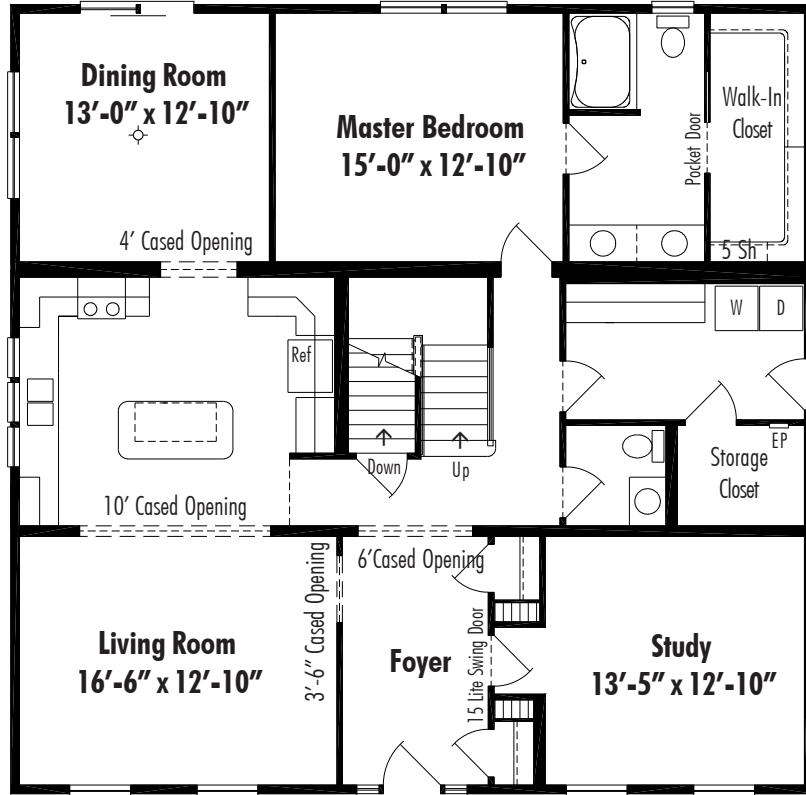 Dining Room
13’-0” x 12’-10”
Master Bedroom
15’-0” x 12’-10”
Pocket Door
Walk-In
Closet
5 Sh
4’ Cased Opening
Ref
W
D
EP
Storage
Closet
Down
Up
10’ Cased Opening
6’Cased Opening
3’-6” Cased Opening
Living Room
16’-6” x 12’-10”
Foyer
15 Lite Swing Door
Study
13’-5” x 12’-10”